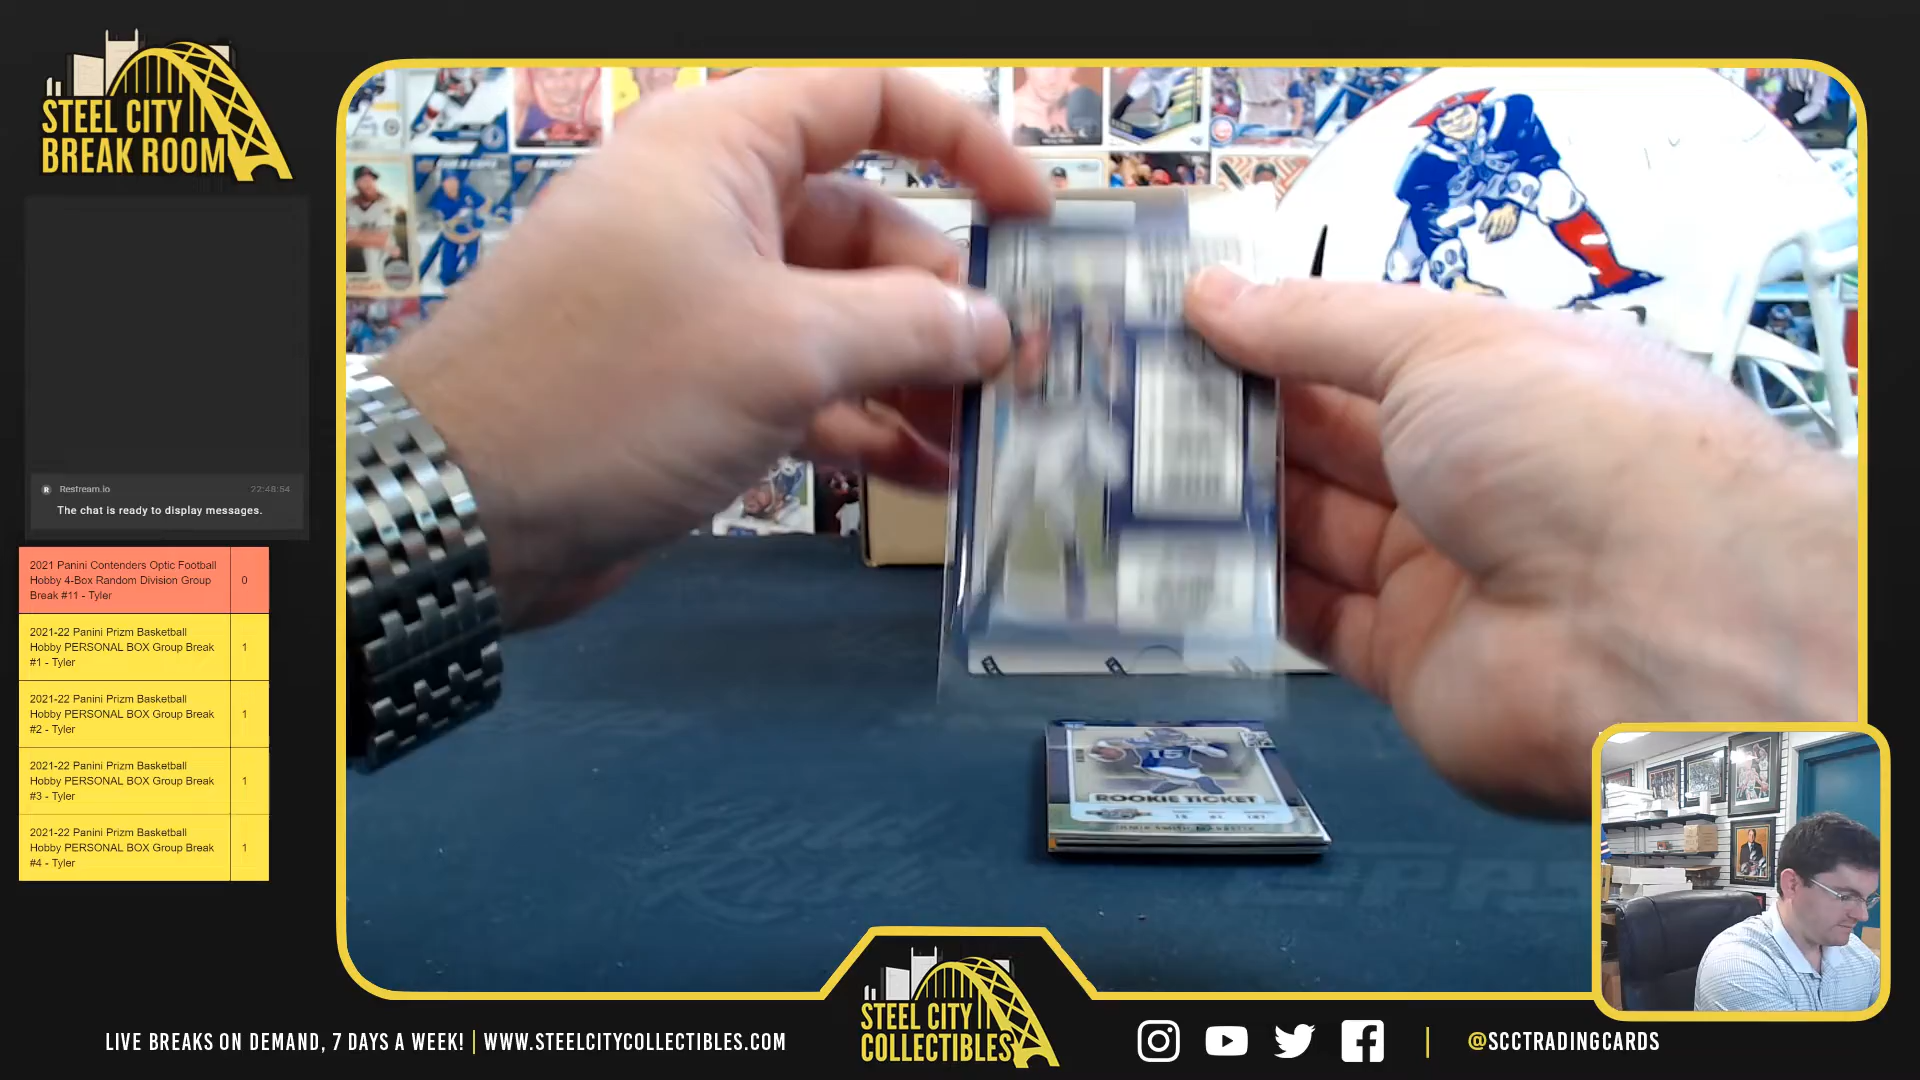 STEEL CITY
BREAK ROOM
Restream.io 22:48:54
The chat is ready to display messages.
2021 Panini Contenders Optic Football
Hobby 4-Box Random Division Group
Break #11 - Tyler
0
2021-22 Panini Prizm Basketball
Hobby PERSONAL BOX Group Break
#1 - Tyler
1
2021-22 Panini Prizm Basketball
Hobby PERSONAL BOX Group Break
#2 - Tyler
1
2021-22 Panini Prizm Basketball
Hobby PERSONAL BOX Group Break
#3 - Tyler
1
2021-22 Panini Prizm Basketball
Hobby PERSONAL BOX Group Break
#4 - Tyler
1
15
ROOKIE TICKET
STEEL CITY
COLLECTIBLES
LIVE BREAKS ON DEMAND, 7 DAYS A WEEK! | WWW.STEELCITYCOLLECTIBLES.COM
@SCCTRADINGCARDS